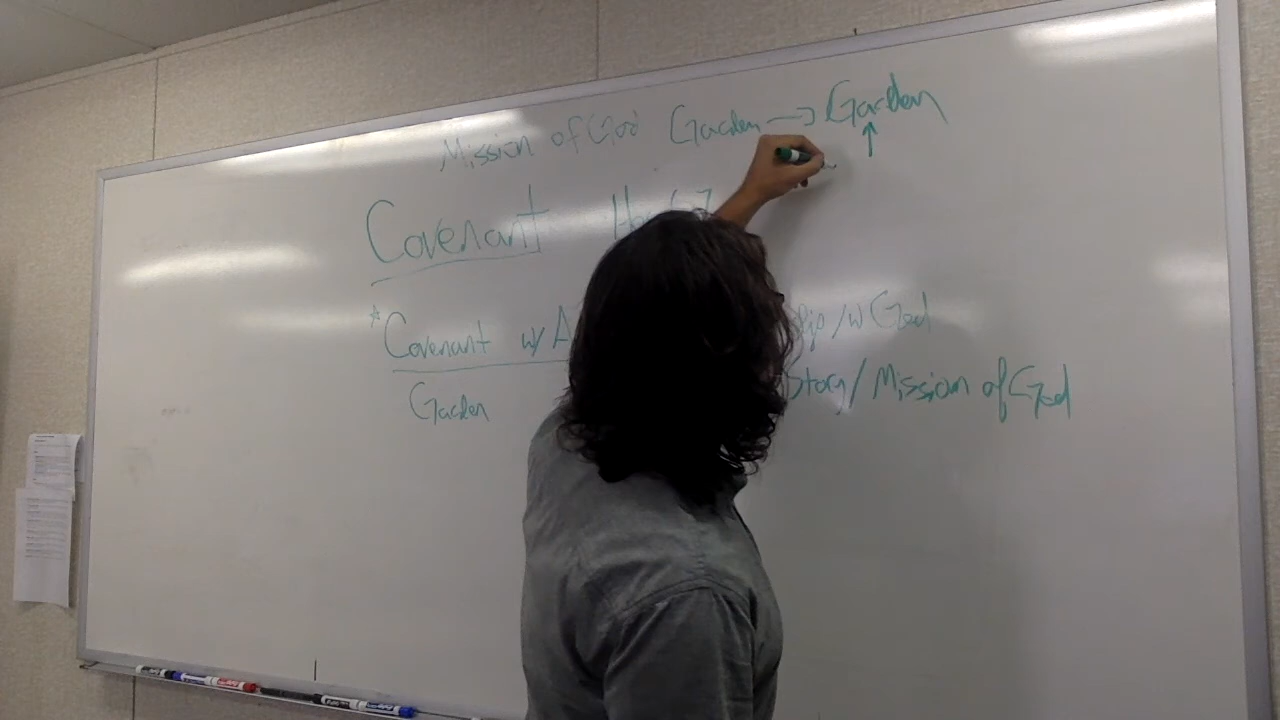 Mission of God Garden → Garden
↑
Covenant
* Covenant w/ /w God
Garden Story / Mission of God